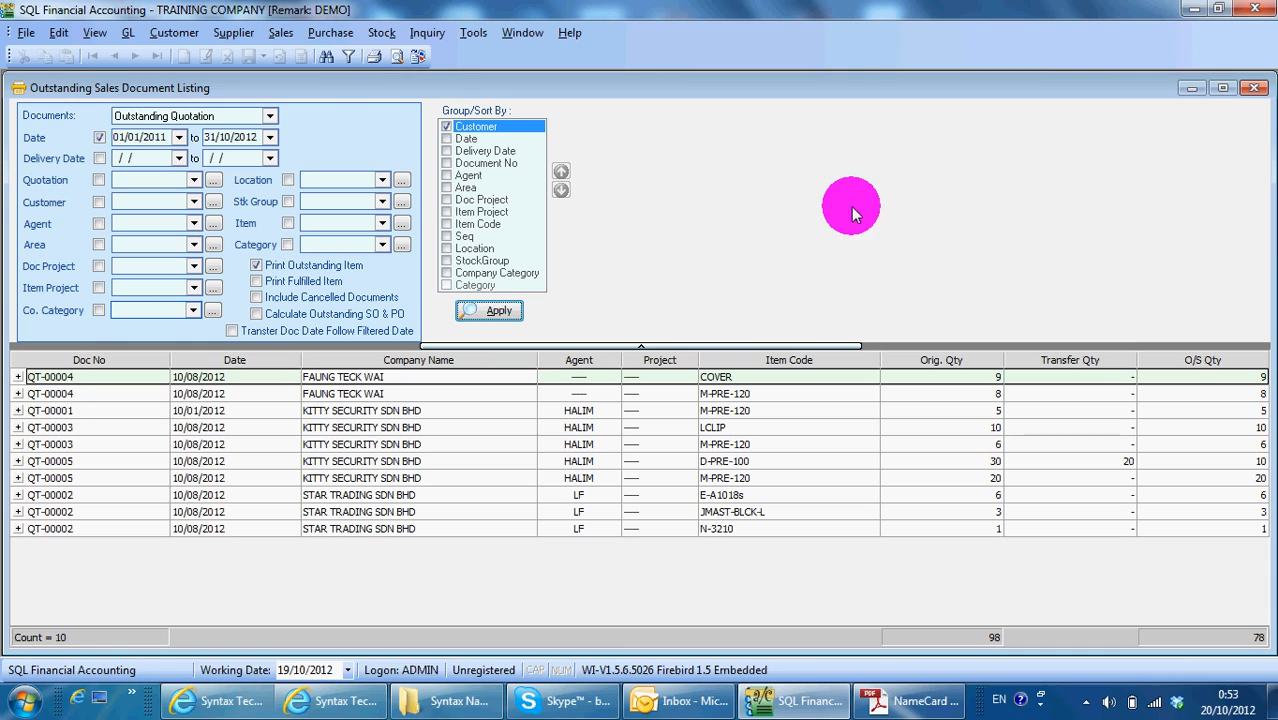 SQL Financial Accounting - TRAINING COMPANY [Remark: DEMO]
File Edit View GL Customer Supplier Sales Purchase Stock Inquiry Tools Window Help
Outstanding Sales Document Listing
Documents: Outstanding Quotation
Date 01/01/2011 to 31/10/2012
Delivery Date / / to / /
Quotation ... Location ...
Customer ... Stk Group ...
Agent ... Item ...
Area ... Category ...
Doc Project ... Print Outstanding Item
Item Project ... Print Fulfilled Item
Include Cancelled Documents
Co. Category ... Calculate Outstanding SO & PO
Transfer Doc Date Follow Filtered Date
Group/Sort By :
Customer
Date
Delivery Date
Document No
Agent
Area
Doc Project
Item Project
Item Code
Seq
Location
StockGroup
Company Category
Category
Apply
Doc No Date Company Name Agent Project Item Code Orig. Qty Transfer Qty O/S Qty
QT-00004 10/08/2012 FAUNG TECK WAI ---- ---- COVER 9 - 9
QT-00004 10/08/2012 FAUNG TECK WAI ---- ---- M-PRE-120 8 - 8
QT-00001 10/01/2012 KITTY SECURITY SDN BHD HALIM ---- M-PRE-120 5 - 5
QT-00003 10/08/2012 KITTY SECURITY SDN BHD HALIM ---- LCLIP 10 - 10
QT-00003 10/08/2012 KITTY SECURITY SDN BHD HALIM ---- M-PRE-120 6 - 6
QT-00005 10/08/2012 KITTY SECURITY SDN BHD HALIM ---- D-PRE-100 30 20 10
QT-00005 10/08/2012 KITTY SECURITY SDN BHD HALIM ---- M-PRE-120 20 - 20
QT-00002 10/08/2012 STAR TRADING SDN BHD LF ---- E-A1018s 6 - 6
QT-00002 10/08/2012 STAR TRADING SDN BHD LF ---- JMAST-BLCK-L 3 - 3
QT-00002 10/08/2012 STAR TRADING SDN BHD LF ---- N-3210 1 - 1
Count = 10 98 78
SQL Financial Accounting Working Date: 19/10/2012 Logon: ADMIN Unregistered CAP NUM WI-V1.5.6.5026 Firebird 1.5 Embedded
Syntax Tec... Syntax Tec... Syntax Na... Skype™ - b... Inbox - Mic... SQL Financ... NameCard ... EN 0:53
20/10/2012